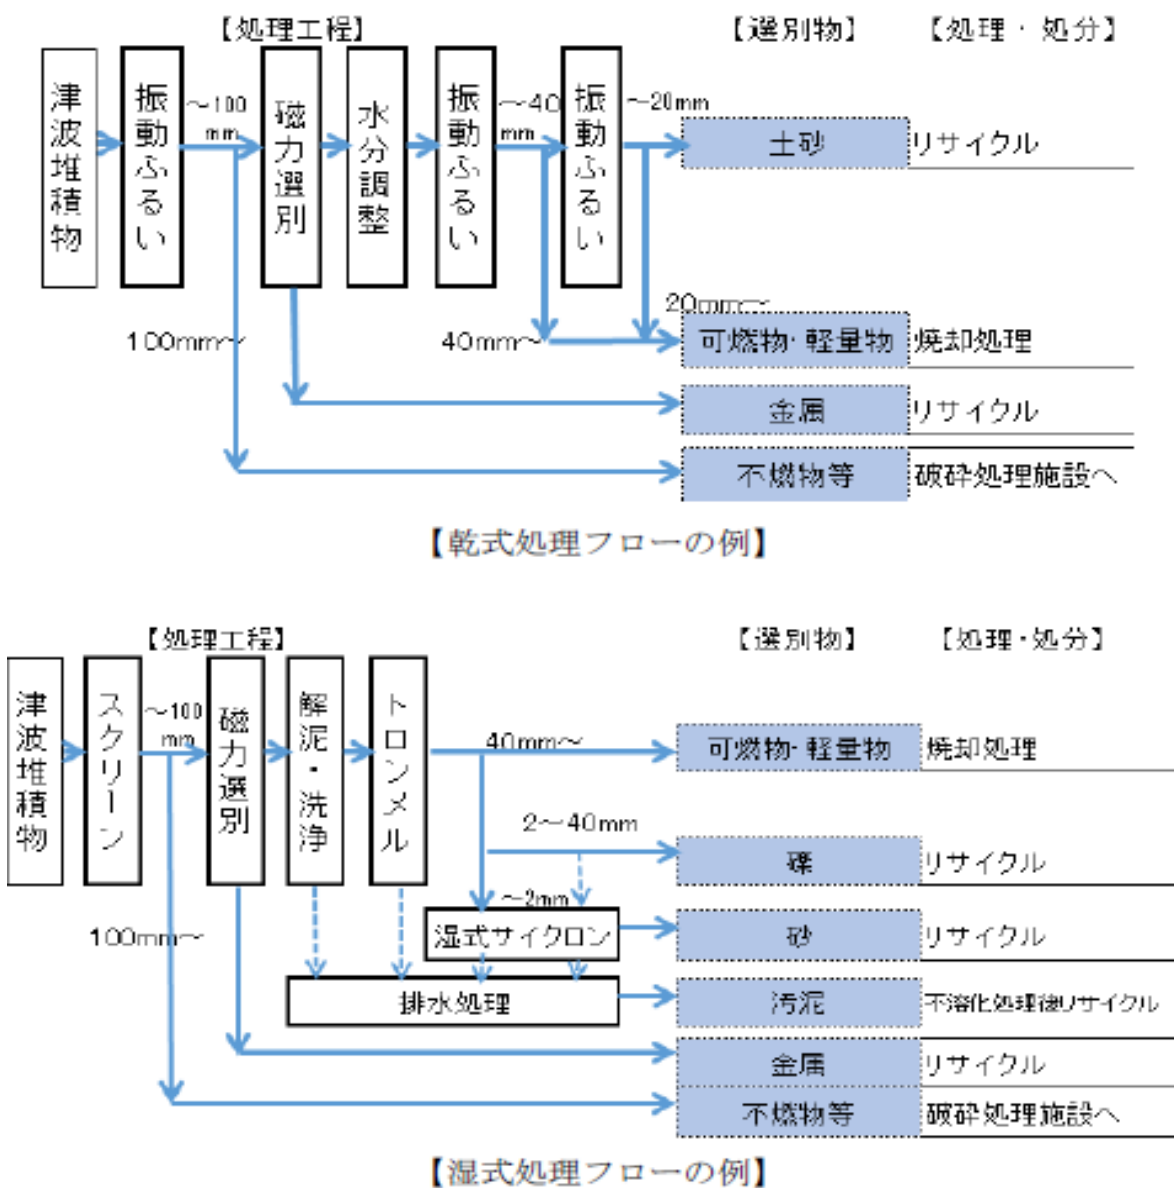 【処理工程】 【選別物】 【処理・処分】
津波堆積物
振動ふるい
～100
mm
磁力選別
水分調整
振動ふるい
～40
mm
振動ふるい
～20mm
土砂 リサイクル
20mm～
100mm～
40mm～
可燃物・軽量物 焼却処理
金属 リサイクル
不燃物等 破砕処理施設へ
【乾式処理フローの例】
【処理工程】 【選別物】 【処理・処分】
津波堆積物
スクリーン
～100
mm
磁力選別
解泥・洗浄
トロンメル
40mm～
可燃物・軽量物 焼却処理
2～40mm
礫 リサイクル
～2mm
湿式サイクロン
砂 リサイクル
100mm～
排水処理
汚泥 不溶化処理後リサイクル
金属 リサイクル
不燃物等 破砕処理施設へ
【湿式処理フローの例】